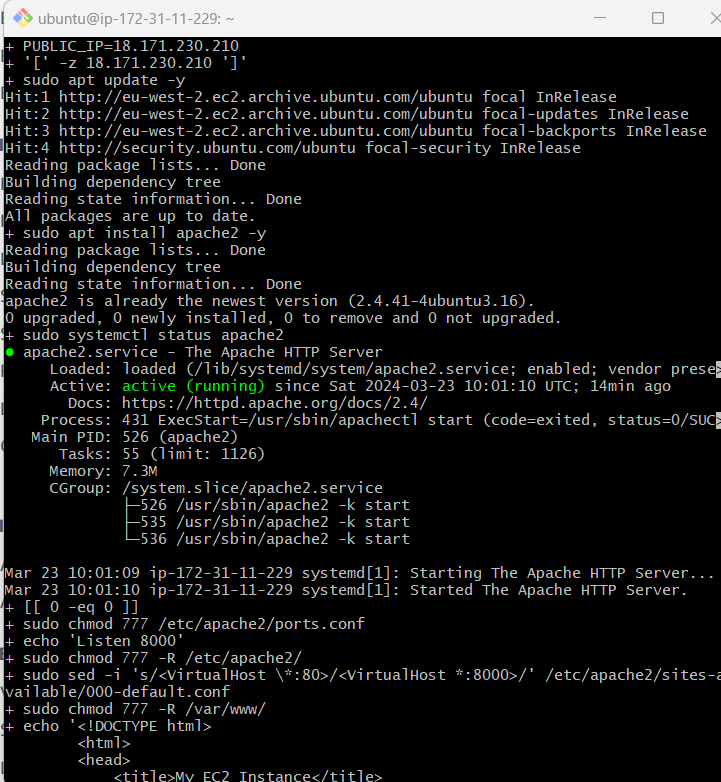 ubuntu@ip-172-31-11-229: ~
+ PUBLIC_IP=18.171.230.210
+ '[' -z 18.171.230.210 ']'
+ sudo apt update -y
Hit:1 http://eu-west-2.ec2.archive.ubuntu.com/ubuntu focal InRelease
Hit:2 http://eu-west-2.ec2.archive.ubuntu.com/ubuntu focal-updates InRelease
Hit:3 http://eu-west-2.ec2.archive.ubuntu.com/ubuntu focal-backports InRelease
Hit:4 http://security.ubuntu.com/ubuntu focal-security InRelease
Reading package lists... Done
Building dependency tree
Reading state information... Done
All packages are up to date.
+ sudo apt install apache2 -y
Reading package lists... Done
Building dependency tree
Reading state information... Done
apache2 is already the newest version (2.4.41-4ubuntu3.16).
0 upgraded, 0 newly installed, 0 to remove and 0 not upgraded.
+ sudo systemctl status apache2
● apache2.service - The Apache HTTP Server
     Loaded: loaded (/lib/systemd/system/apache2.service; enabled; vendor prese>
     Active: active (running) since Sat 2024-03-23 10:01:10 UTC; 14min ago
       Docs: https://httpd.apache.org/docs/2.4/
    Process: 431 ExecStart=/usr/sbin/apachectl start (code=exited, status=0/SUC>
   Main PID: 526 (apache2)
      Tasks: 55 (limit: 1126)
     Memory: 7.3M
     CGroup: /system.slice/apache2.service
             ├─526 /usr/sbin/apache2 -k start
             ├─535 /usr/sbin/apache2 -k start
             └─536 /usr/sbin/apache2 -k start
Mar 23 10:01:09 ip-172-31-11-229 systemd[1]: Starting The Apache HTTP Server...
Mar 23 10:01:10 ip-172-31-11-229 systemd[1]: Started The Apache HTTP Server.
+ [[ 0 -eq 0 ]]
+ sudo chmod 777 /etc/apache2/ports.conf
+ echo 'Listen 8000'
+ sudo chmod 777 -R /etc/apache2/
+ sudo sed -i 's/<VirtualHost \*:80>/<VirtualHost *:8000>/' /etc/apache2/sites-a
vailable/000-default.conf
+ sudo chmod 777 -R /var/www/
+ echo '<!DOCTYPE html>
        <html>
        <head>
            <title>My EC2 Instance</title>